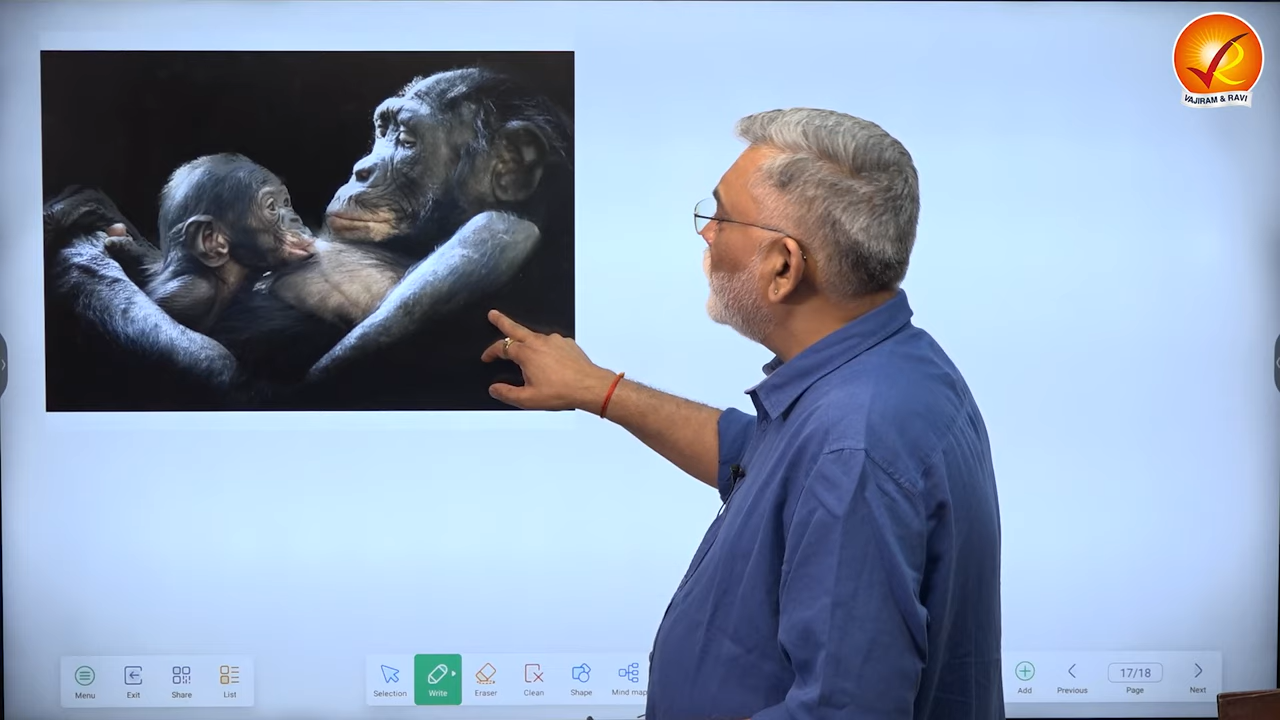 VAJIRAM & RAVI
Menu
Exit
Share
List
Selection
Write
Eraser
Clean
Shape
Mind map
Add
Previous
17/18
Page
Next